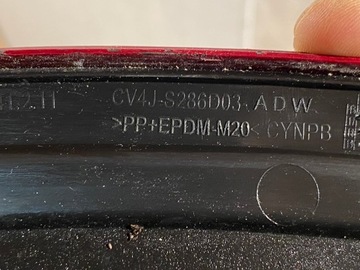 CV4J-S286D03-ADW
>PP+EPDM-M20< CYNPB